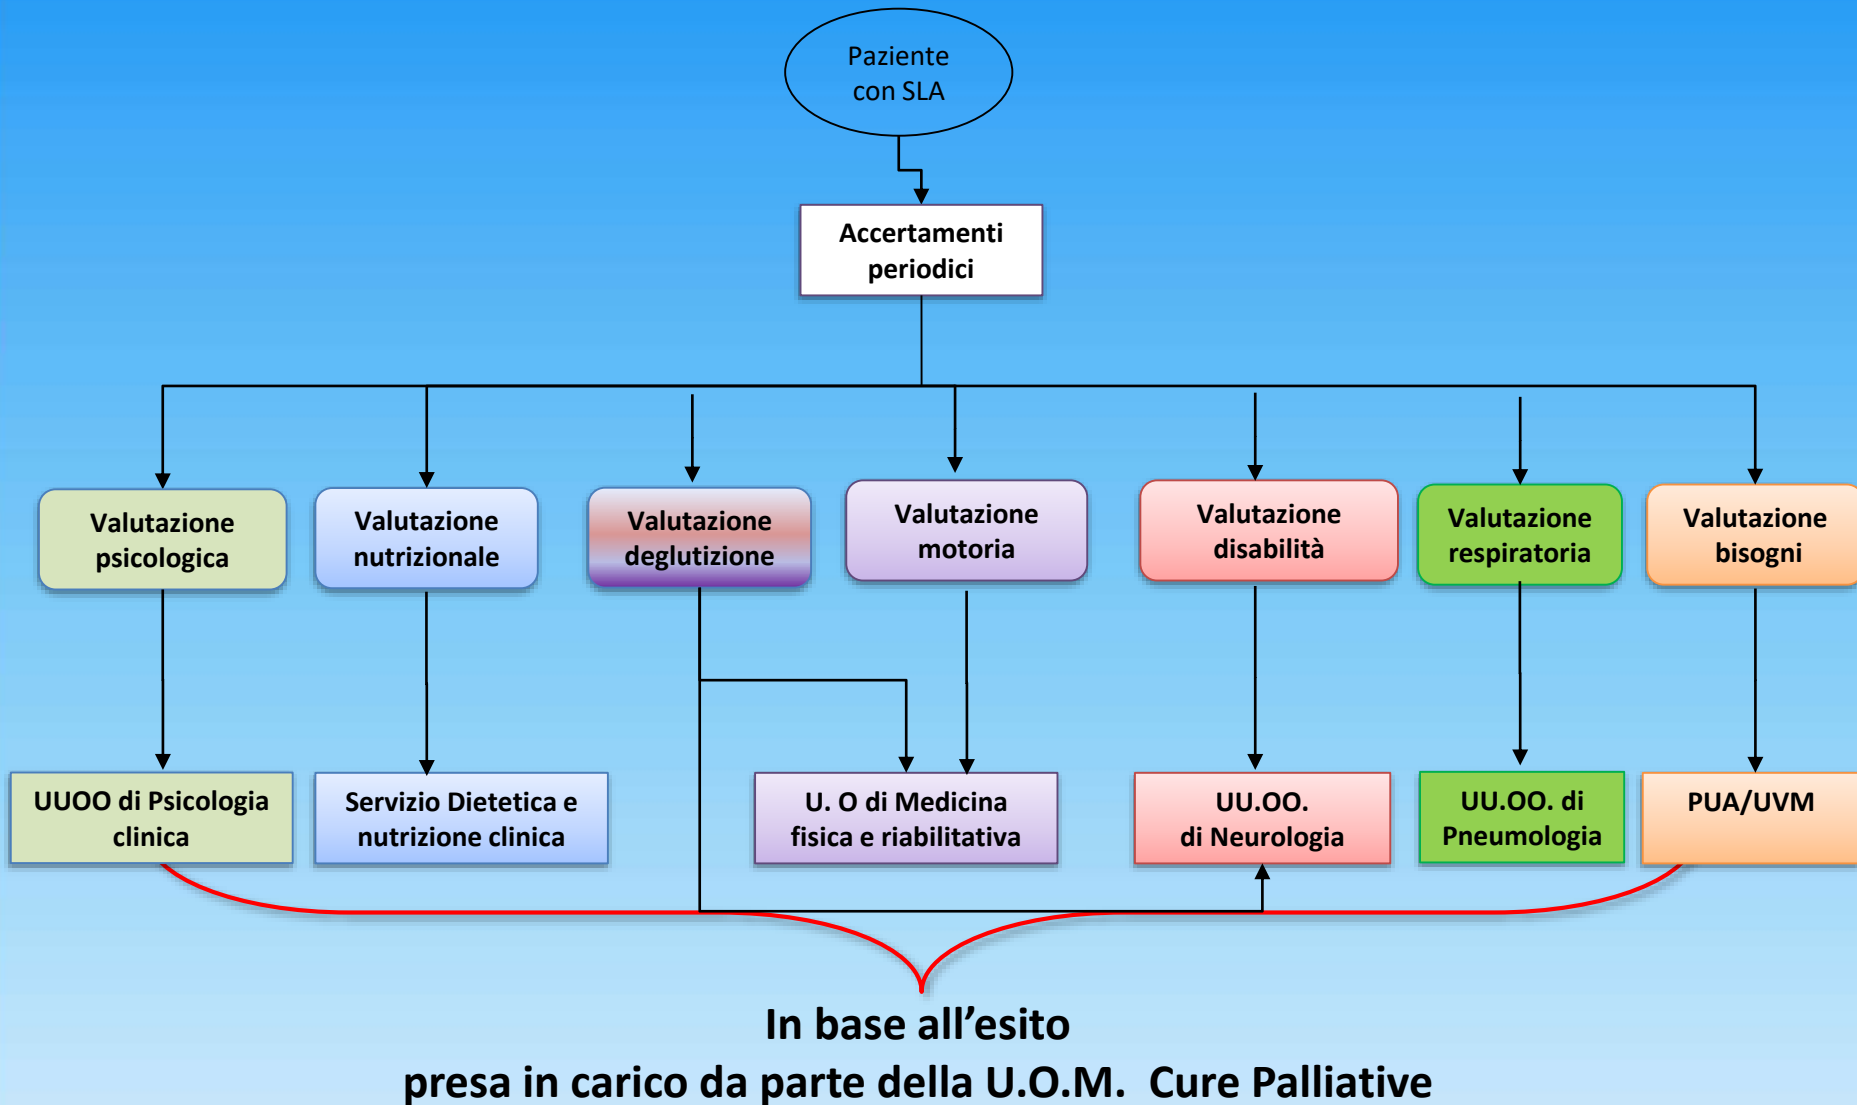 Paziente
con SLA
Accertamenti
periodici
Valutazione
psicologica
Valutazione
nutrizionale
Valutazione
deglutizione
Valutazione
motoria
Valutazione
disabilità
Valutazione
respiratoria
Valutazione
bisogni
UUOO di Psicologia
clinica
Servizio Dietetica e
nutrizione clinica
U. O di Medicina
fisica e riabilitativa
UU.OO.
di Neurologia
UU.OO. di
Pneumologia
PUA/UVM
In base all’esito
presa in carico da parte della U.O.M. Cure Palliative